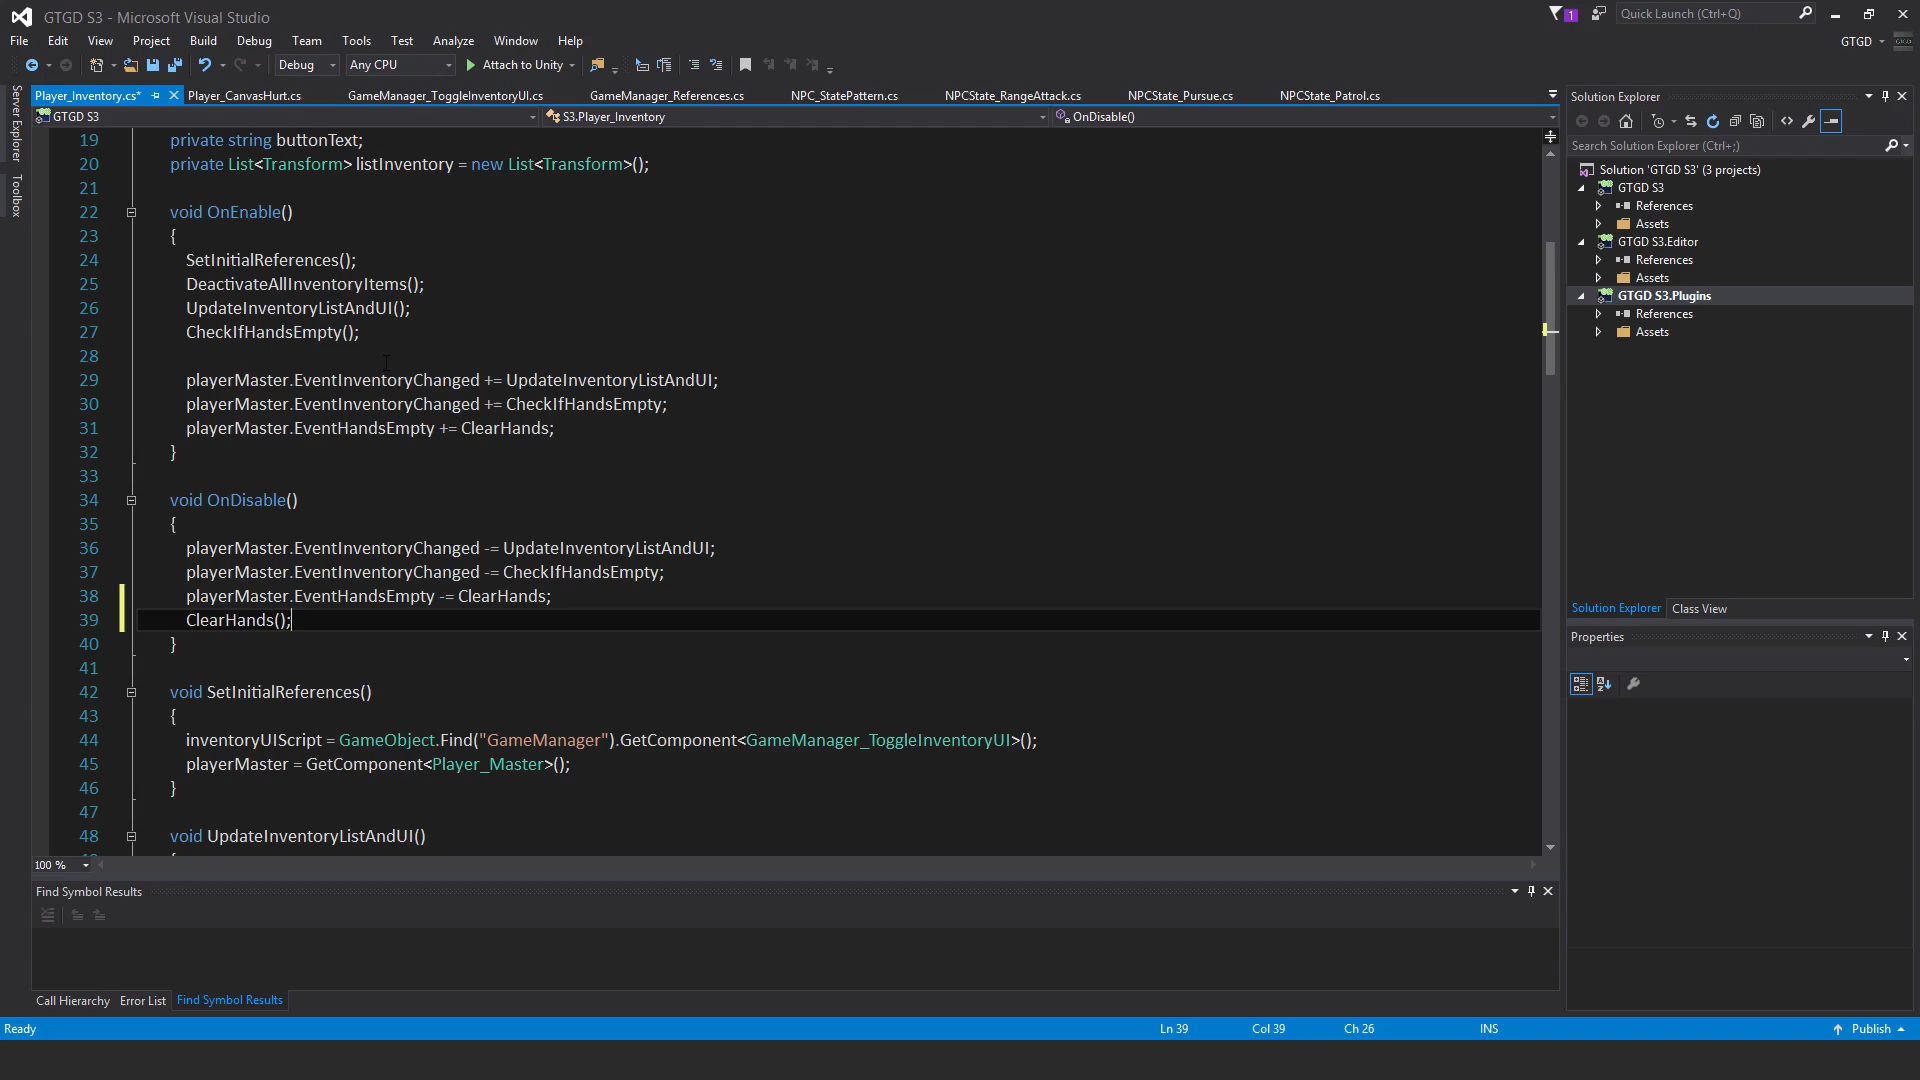 GTGD S3 - Microsoft Visual Studio
1
Quick Launch (Ctrl+Q)
File Edit View Project Build Debug Team Tools Test Analyze Window Help
GTGD
Debug Any CPU Attach to Unity
Server Explorer
Toolbox
Player_Inventory.cs* Player_CanvasHurt.cs GameManager_ToggleInventoryUI.cs GameManager_References.cs NPC_StatePattern.cs NPCState_RangeAttack.cs NPCState_Pursue.cs NPCState_Patrol.cs
GTGD S3 S3.Player_Inventory OnDisable()
19 private string buttonText;
20 private List<Transform> listInventory = new List<Transform>();
21
22 void OnEnable()
23 {
24 SetInitialReferences();
25 DeactivateAllInventoryItems();
26 UpdateInventoryListAndUI();
27 CheckIfHandsEmpty();
28
29 playerMaster.EventInventoryChanged += UpdateInventoryListAndUI;
30 playerMaster.EventInventoryChanged += CheckIfHandsEmpty;
31 playerMaster.EventHandsEmpty += ClearHands;
32 }
33
34 void OnDisable()
35 {
36 playerMaster.EventInventoryChanged -= UpdateInventoryListAndUI;
37 playerMaster.EventInventoryChanged -= CheckIfHandsEmpty;
38 playerMaster.EventHandsEmpty -= ClearHands;
39 ClearHands();
40 }
41
42 void SetInitialReferences()
43 {
44 inventoryUIScript = GameObject.Find("GameManager").GetComponent<GameManager_ToggleInventoryUI>();
45 playerMaster = GetComponent<Player_Master>();
46 }
47
48 void UpdateInventoryListAndUI()
100 %
Find Symbol Results
Call Hierarchy Error List Find Symbol Results
Solution Explorer
Search Solution Explorer (Ctrl+;)
Solution 'GTGD S3' (3 projects)
GTGD S3
References
Assets
GTGD S3.Editor
References
Assets
GTGD S3.Plugins
References
Assets
Solution Explorer Class View
Properties
Ready Ln 39 Col 39 Ch 26 INS Publish